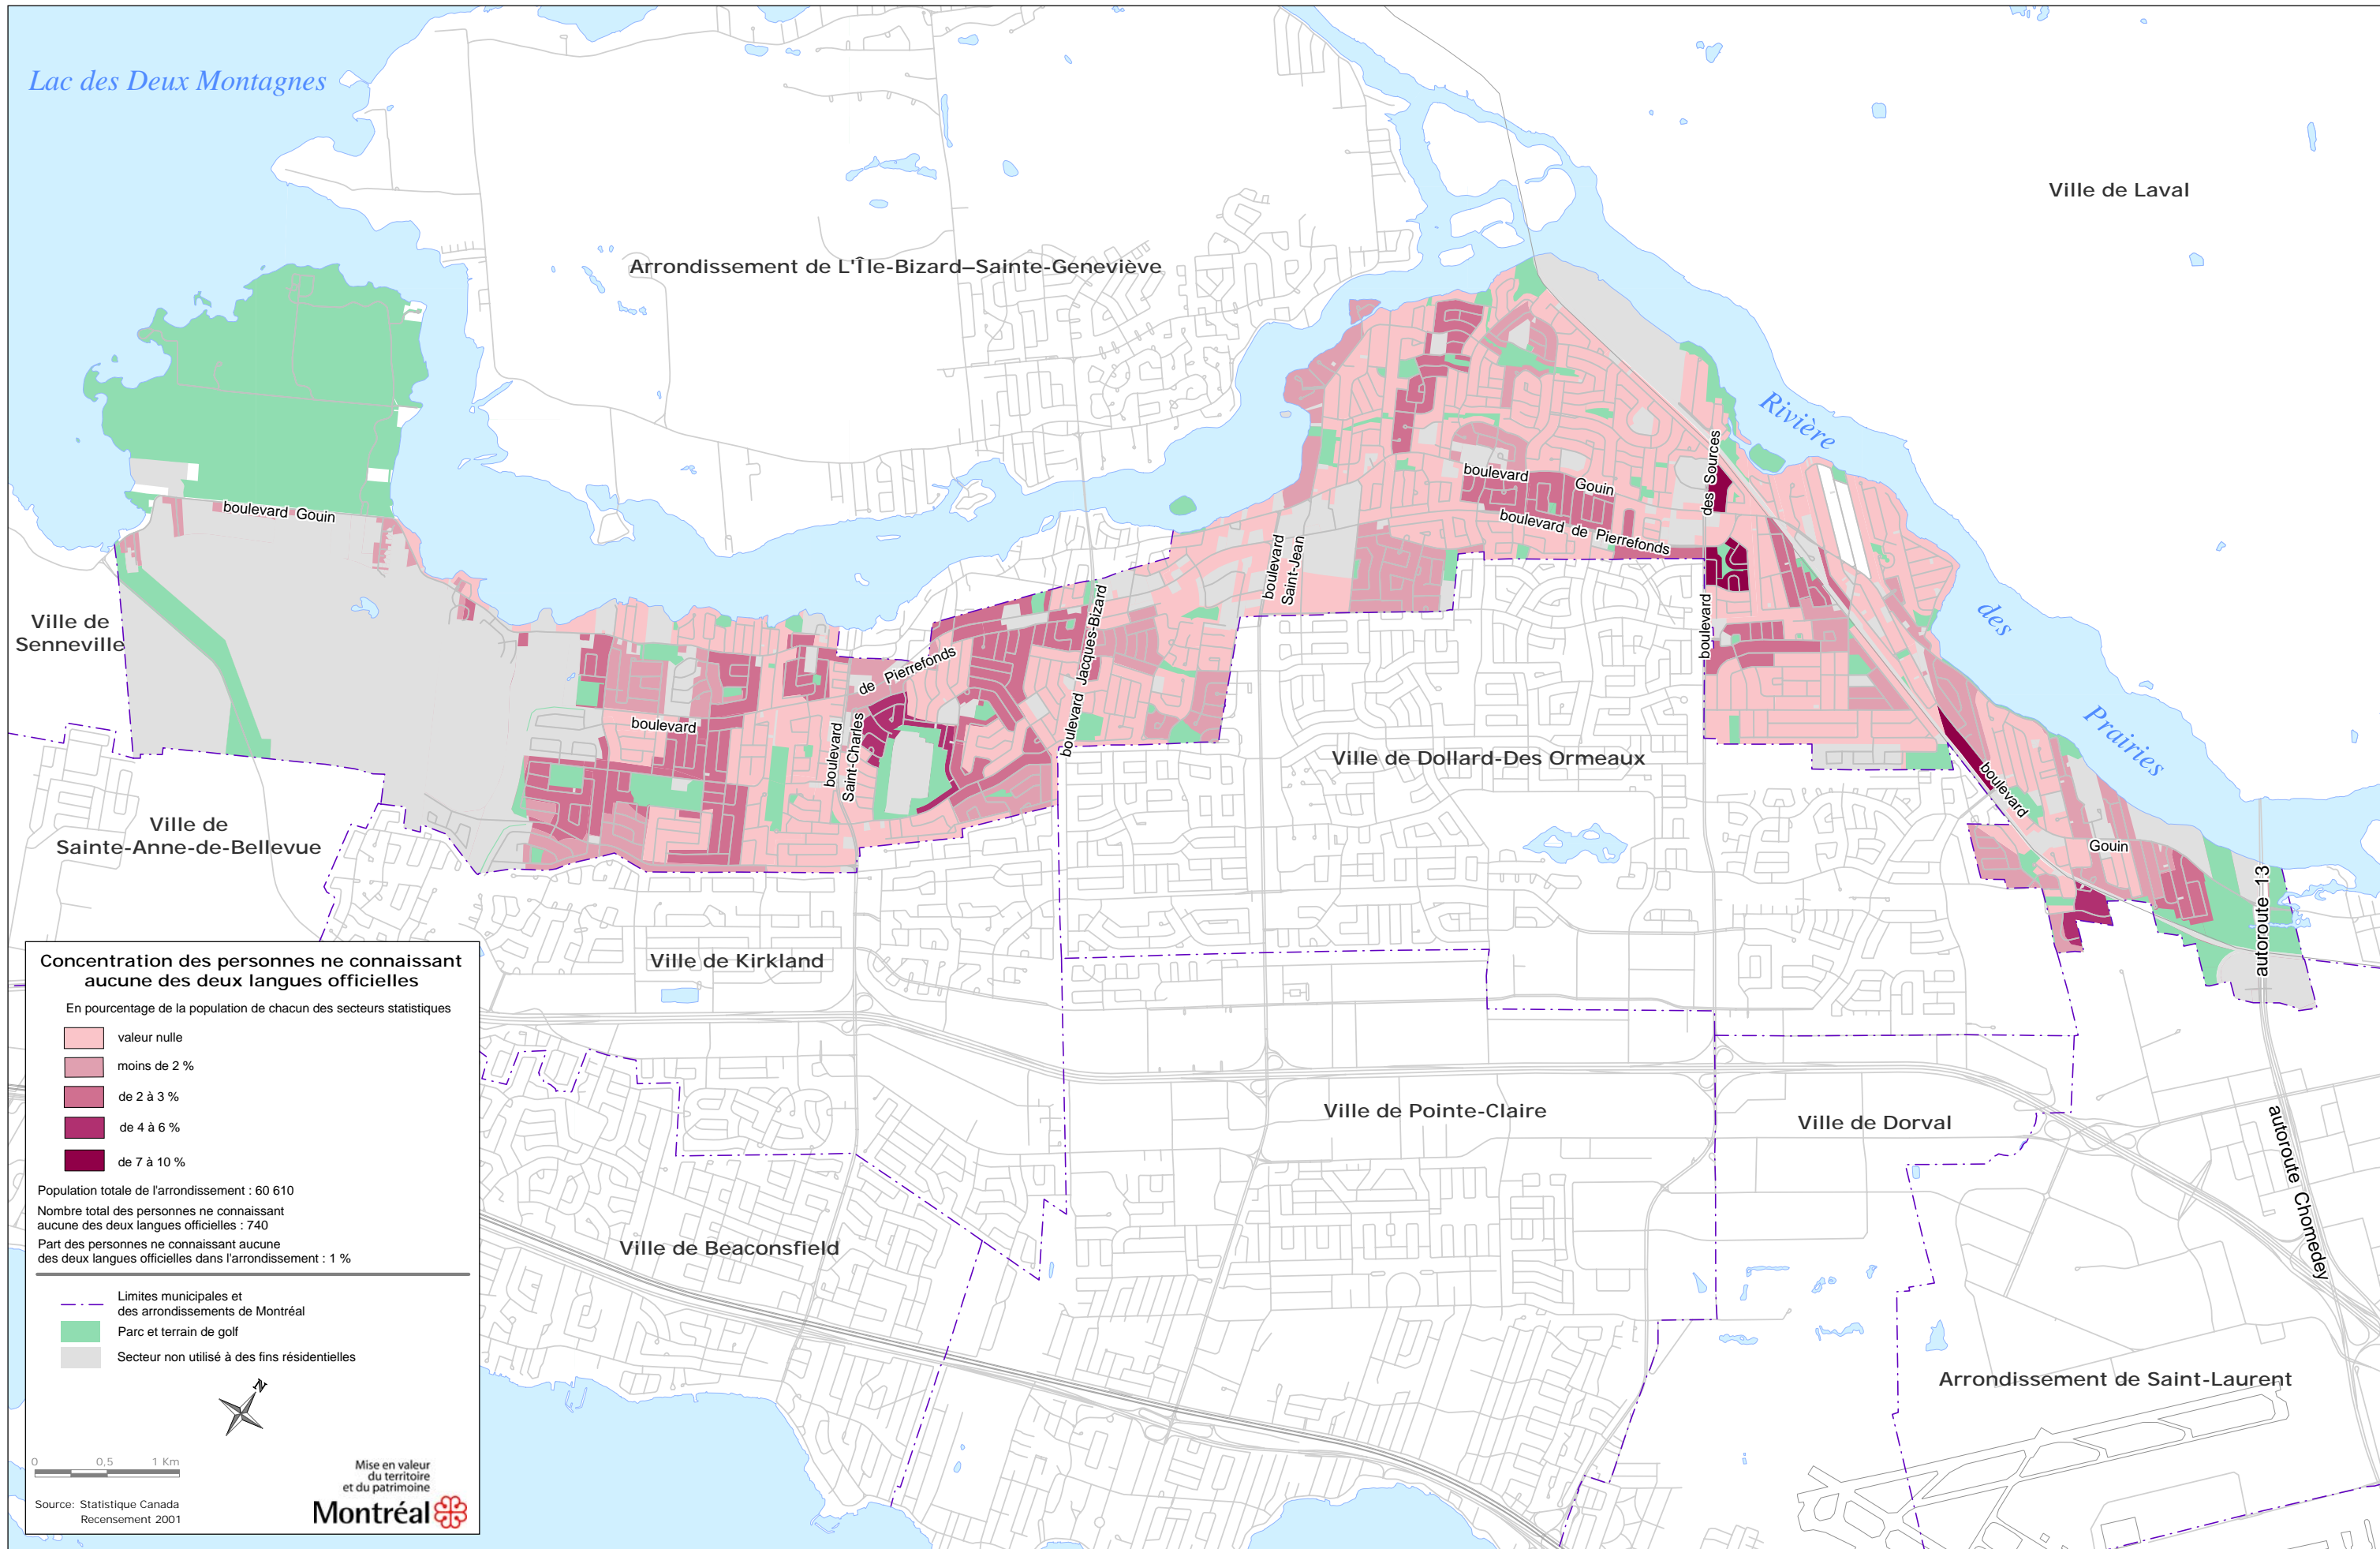 Lac des Deux Montagnes
Ville de Laval
Arrondissement de L'Île-Bizard–Sainte-Geneviève
Rivière
des
Prairies
boulevard Gouin
boulevard
Gouin
des Sources
boulevard
boulevard de Pierrefonds
boulevard
Saint-Jean
boulevard Jacques-Bizard
de Pierrefonds
boulevard
boulevard
Saint-Charles
Ville de
Senneville
Ville de
Sainte-Anne-de-Bellevue
Ville de Dollard-Des Ormeaux
boulevard
Gouin
autoroute 13
Ville de Kirkland
Ville de Pointe-Claire
Ville de Dorval
autoroute Chomedey
Ville de Beaconsfield
Arrondissement de Saint-Laurent
Concentration des personnes ne connaissant
aucune des deux langues officielles
En pourcentage de la population de chacun des secteurs statistiques
valeur nulle
moins de 2 %
de 2 à 3 %
de 4 à 6 %
de 7 à 10 %
Population totale de l'arrondissement : 60 610
Nombre total des personnes ne connaissant
aucune des deux langues officielles : 740
Part des personnes ne connaissant aucune
des deux langues officielles dans l'arrondissement : 1 %
Limites municipales et
des arrondissements de Montréal
Parc et terrain de golf
Secteur non utilisé à des fins résidentielles
N
0 0,5 1 Km
Source: Statistique Canada
Recensement 2001
Mise en valeur
du territoire
et du patrimoine
Montréal